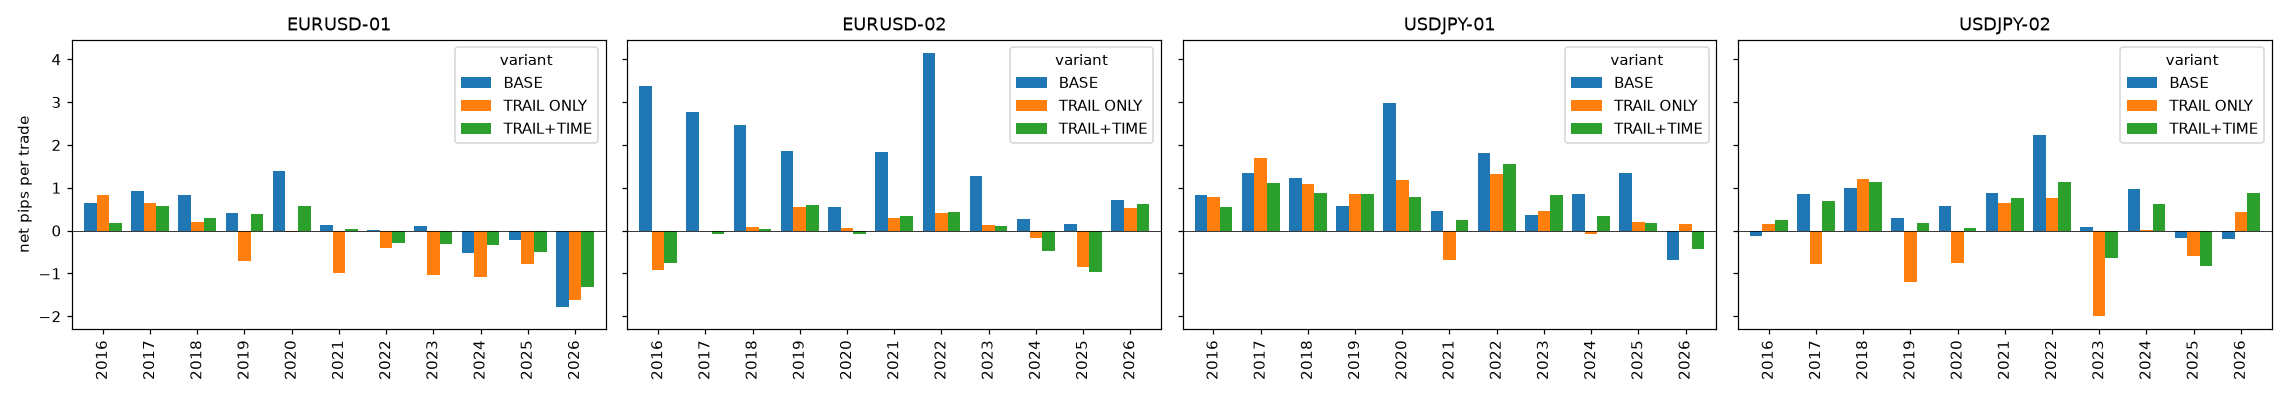 EURUSD-01
EURUSD-02
USDJPY-01
USDJPY-02
net pips per trade
4
3
2
1
0
−1
−2
variant
BASE
TRAIL ONLY
TRAIL+TIME
variant
BASE
TRAIL ONLY
TRAIL+TIME
variant
BASE
TRAIL ONLY
TRAIL+TIME
variant
BASE
TRAIL ONLY
TRAIL+TIME
2016 2017 2018 2019 2020 2021 2022 2023 2024 2025 2026
2016 2017 2018 2019 2020 2021 2022 2023 2024 2025 2026
2016 2017 2018 2019 2020 2021 2022 2023 2024 2025 2026
2016 2017 2018 2019 2020 2021 2022 2023 2024 2025 2026